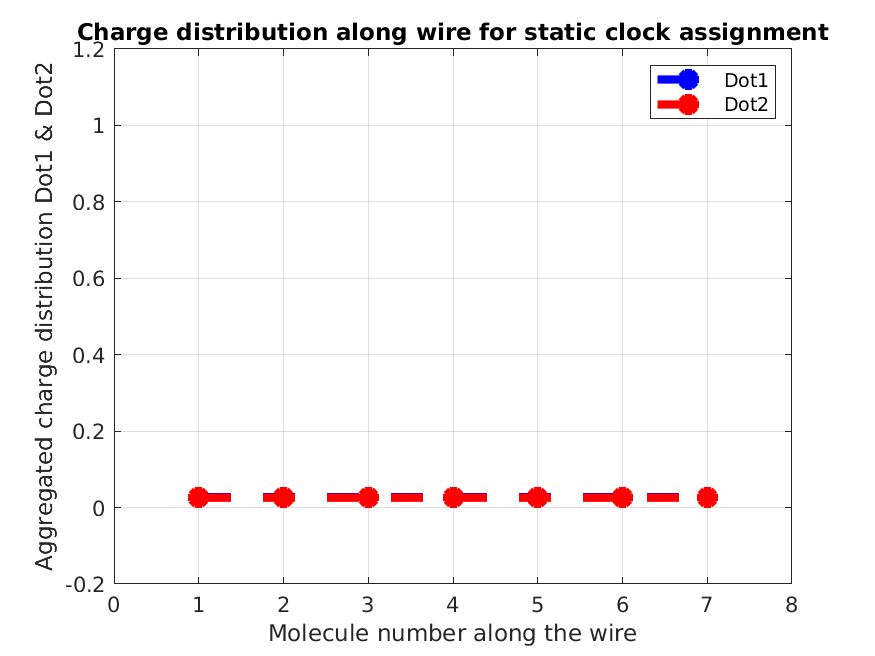 Charge distribution along wire for static clock assignment
Aggregated charge distribution Dot1 & Dot2
1.2
1
0.8
0.6
0.4
0.2
0
-0.2
Dot1
Dot2
0 1 2 3 4 5 6 7 8
Molecule number along the wire